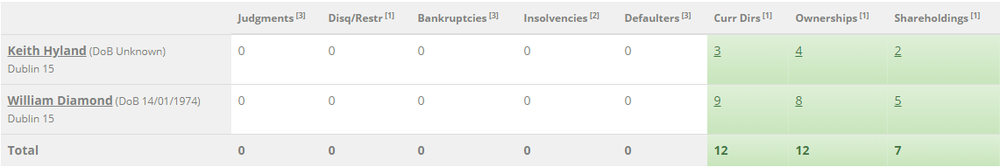 Judgments [3] Disq/Restr [1] Bankruptcies [3] Insolvencies [2] Defaulters [3] Curr Dirs [1] Ownerships [1] Shareholdings [1]
Keith Hyland (DoB Unknown) 0 0 0 0 0 3 4 2
Dublin 15
William Diamond (DoB 14/01/1974) 0 0 0 0 0 9 8 5
Dublin 15
Total 0 0 0 0 0 12 12 7